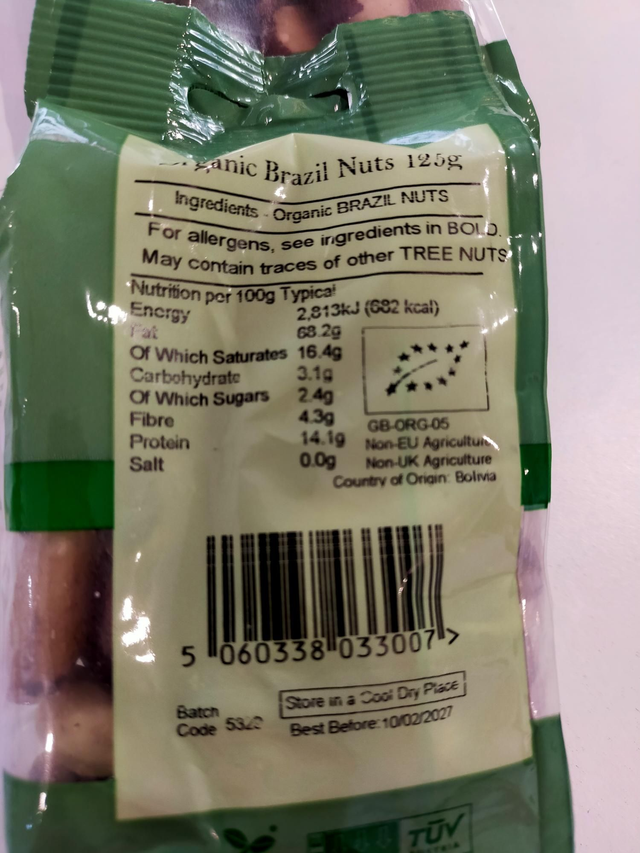 Organic Brazil Nuts 125g
Ingredients - Organic BRAZIL NUTS
For allergens, see ingredients in BOLD.
May contain traces of other TREE NUTS
Nutrition per 100g Typical
Energy 2,813kJ (682 kcal)
Fat 68.2g
Of Which Saturates 16.4g
Carbohydrate 3.1g
Of Which Sugars 2.4g
Fibre 4.3g
Protein 14.1g
Salt 0.0g
GB-ORG-05
Non-EU Agriculture
Non-UK Agriculture
Country of Origin: Bolivia
5 060338 033007 >
Store in a Cool Dry Place
Batch
Code
Best Before: 10/02/2027
TÜV